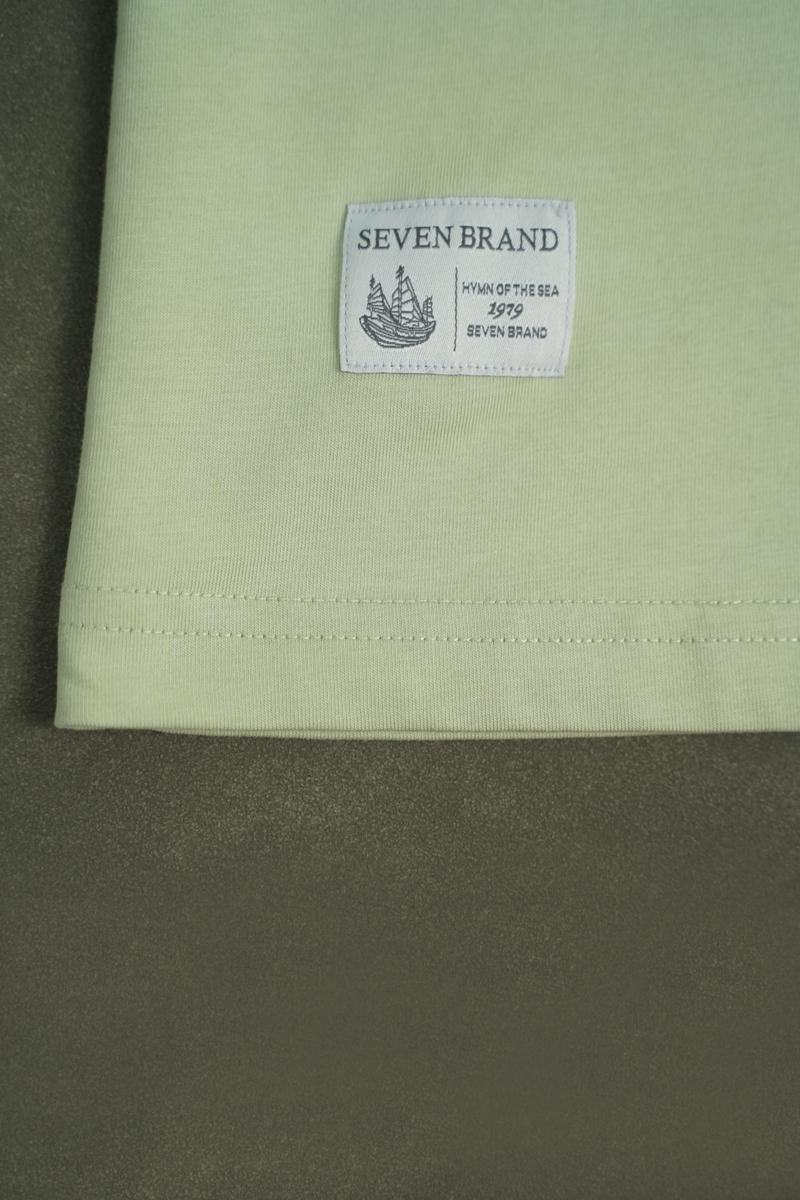 SEVEN BRAND
HYMN OF THE SEA
1979
SEVEN BRAND